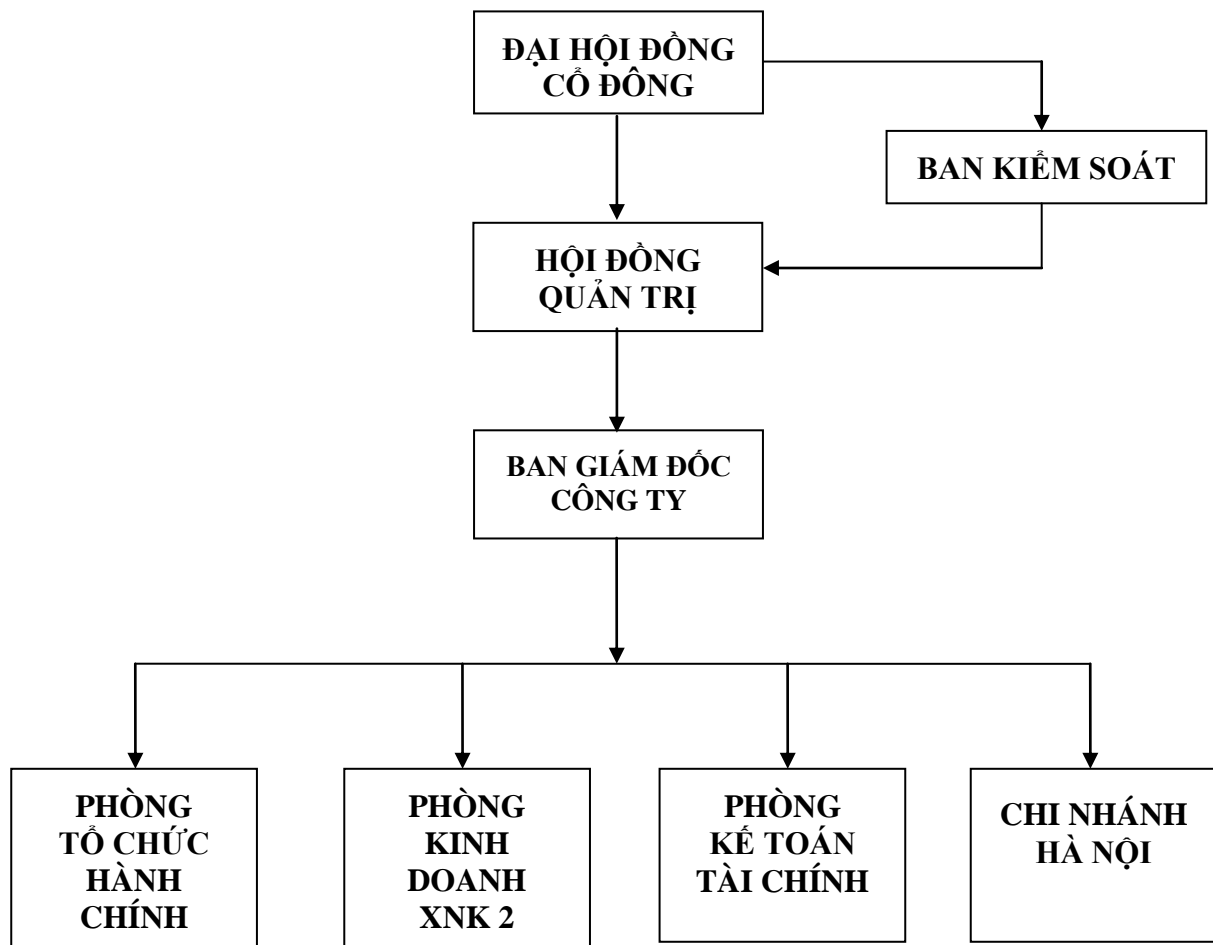 ĐẠI HỘI ĐỒNG
CỔ ĐÔNG
BAN KIỂM SOÁT
HỘI ĐỒNG
QUẢN TRỊ
BAN GIÁM ĐỐC
CÔNG TY
PHÒNG
TỔ CHỨC
HÀNH
CHÍNH
PHÒNG
KINH
DOANH
XNK 2
PHÒNG
KẾ TOÁN
TÀI CHÍNH
CHI NHÁNH
HÀ NỘI